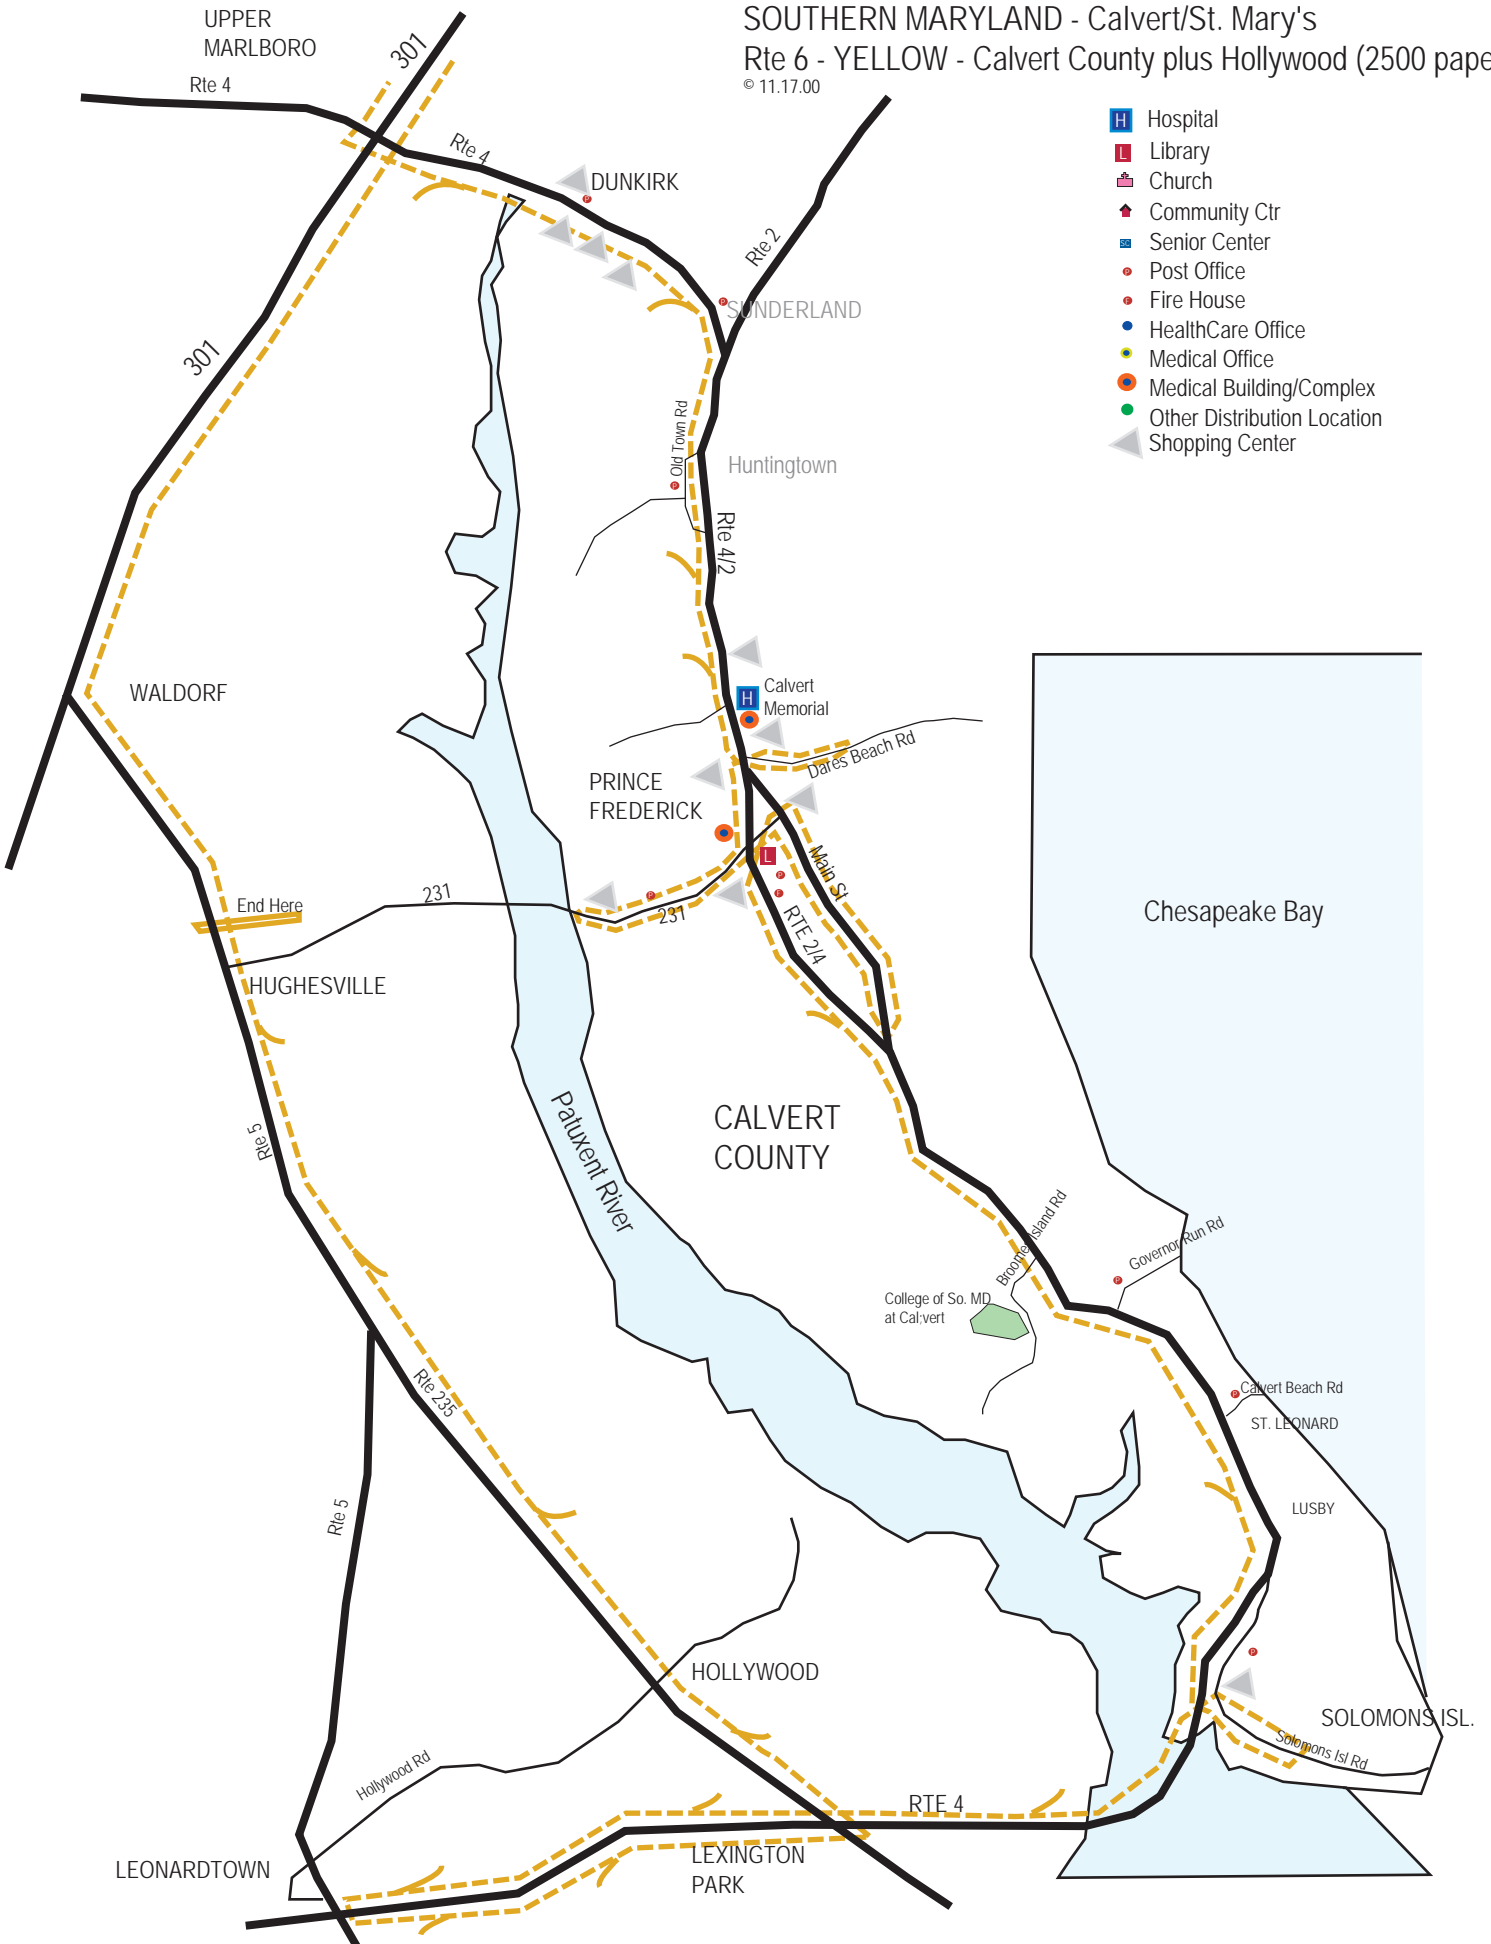 UPPER
MARLBORO
SOUTHERN MARYLAND - Calvert/St. Mary's
Rte 6 - YELLOW - Calvert County plus Hollywood (2500 pape
© 11.17.00
301
Rte 4
H Hospital
L Library
Church
Community Ctr
SC Senior Center
P Post Office
F Fire House
HealthCare Office
Medical Office
Medical Building/Complex
Other Distribution Location
Shopping Center
Rte 4
DUNKIRK
P
Rte 2
P
SUNDERLAND
301
Old Town Rd
Huntingtown
P
Rte 4/2
WALDORF
H
Calvert
Memorial
Dares Beach Rd
PRINCE
FREDERICK
L
P
P
F
Main St
End Here
231
231
RTE 2/4
Chesapeake Bay
HUGHESVILLE
Rte 5
Patuxent River
CALVERT
COUNTY
Broomes Island Rd
Governor Run Rd
P
College of So. MD
at Cal;vert
Rte 235
P
Calvert Beach Rd
ST. LEONARD
Rte 5
LUSBY
P
HOLLYWOOD
SOLOMONS ISL.
Solomons Isl Rd
Hollywood Rd
RTE 4
LEONARDTOWN
LEXINGTON
PARK